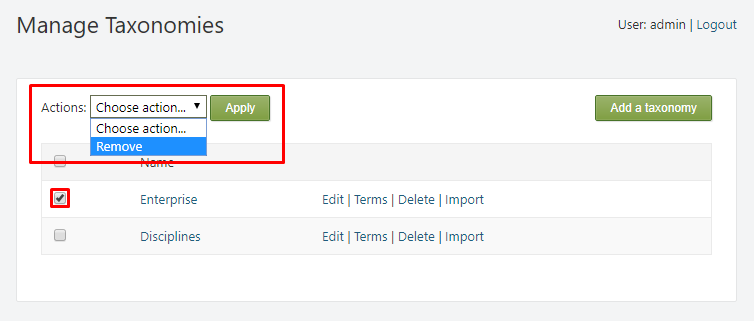 Manage Taxonomies
User: admin | Logout
Actions: Choose action... Apply
Add a taxonomy
Choose action...
Remove
Name
Enterprise Edit | Terms | Delete | Import
Disciplines Edit | Terms | Delete | Import